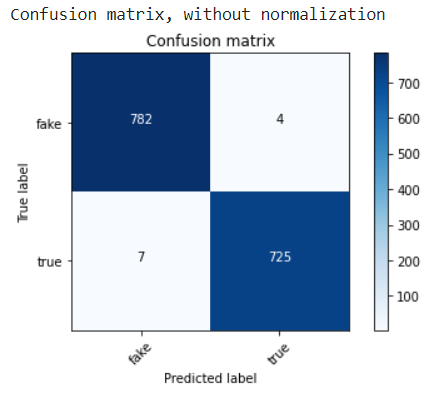 Confusion matrix, without normalization
Confusion matrix
fake
782
4
true
7
725
True label
fake
true
Predicted label
700
600
500
400
300
200
100